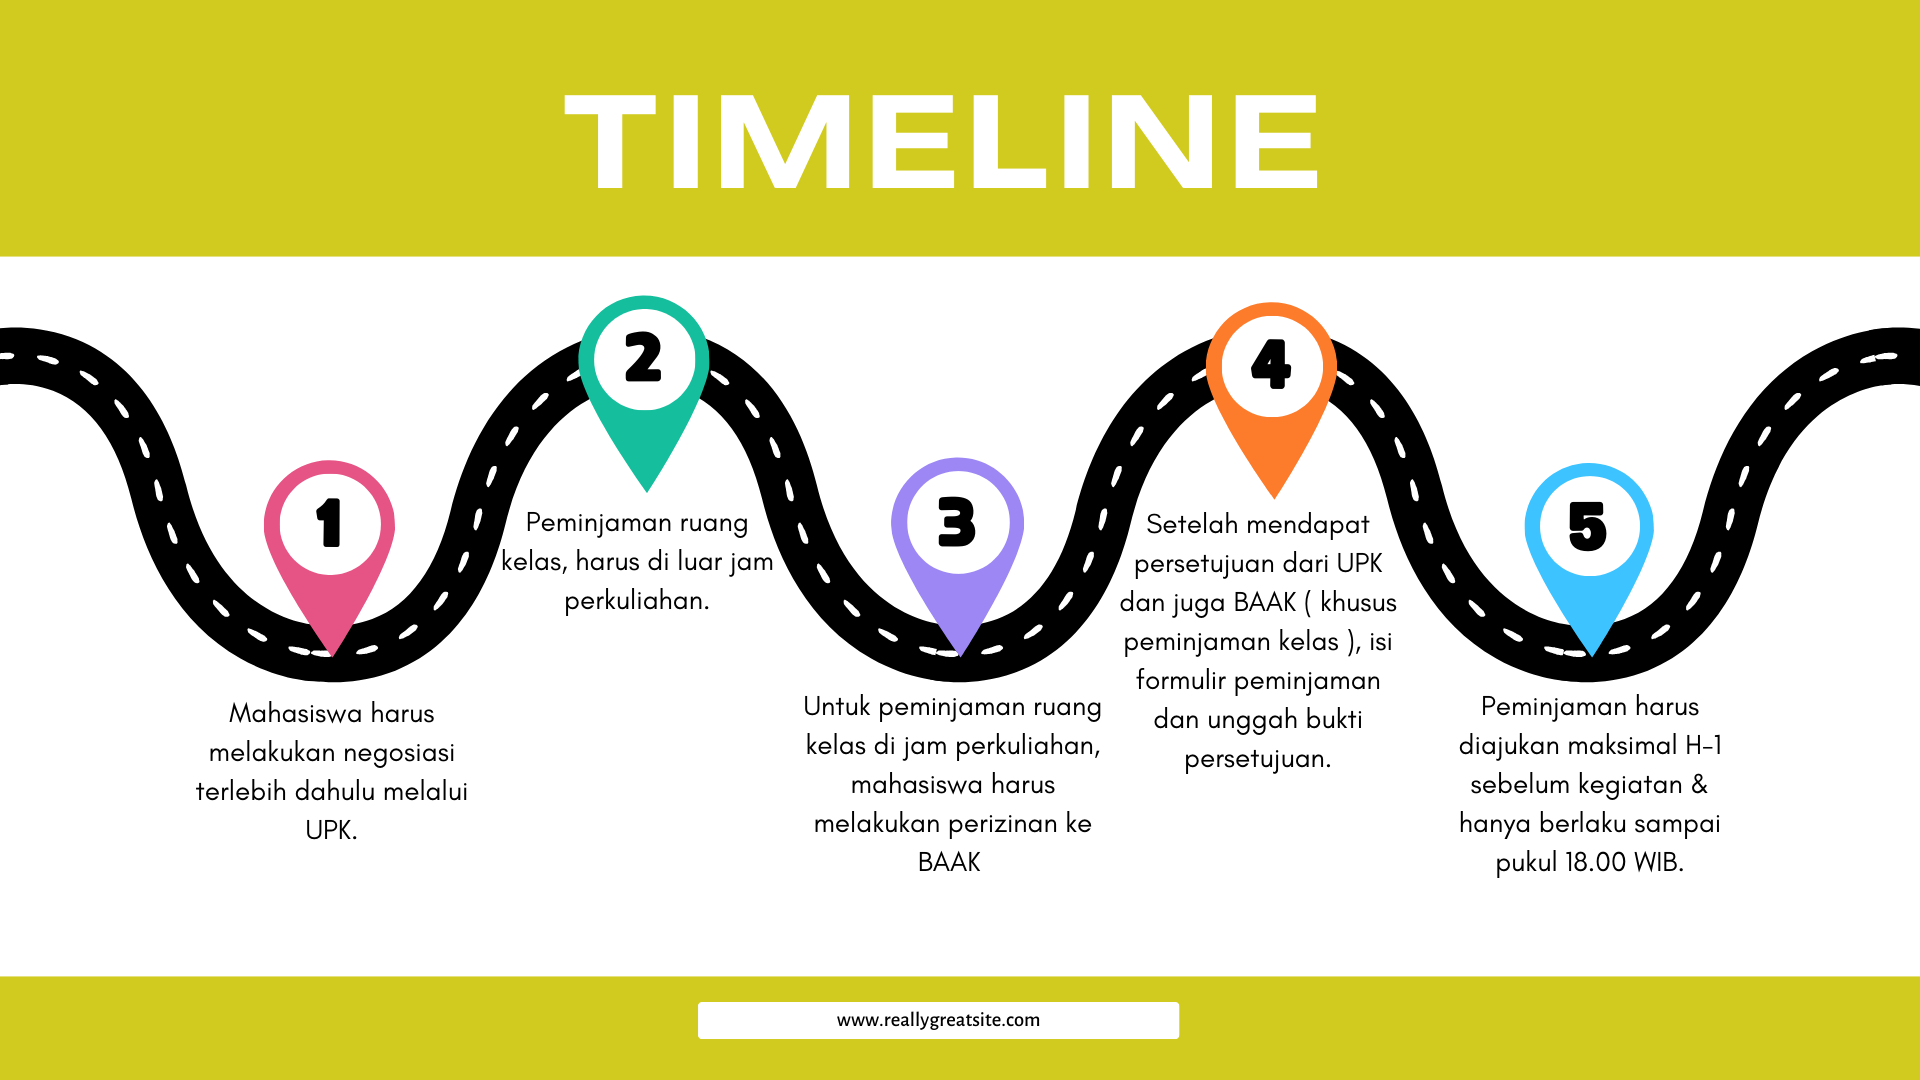 TIMELINE
1
Mahasiswa harus
melakukan negosiasi
terlebih dahulu melalui
UPK.
2
Peminjaman ruang
kelas, harus di luar jam
perkuliahan.
3
Untuk peminjaman ruang
kelas di jam perkuliahan,
mahasiswa harus
melakukan perizinan ke
BAAK
4
Setelah mendapat
persetujuan dari UPK
dan juga BAAK ( khusus
peminjaman kelas ), isi
formulir peminjaman
dan unggah bukti
persetujuan.
5
Peminjaman harus
diajukan maksimal H-1
sebelum kegiatan &
hanya berlaku sampai
pukul 18.00 WIB.
www.reallygreatsite.com